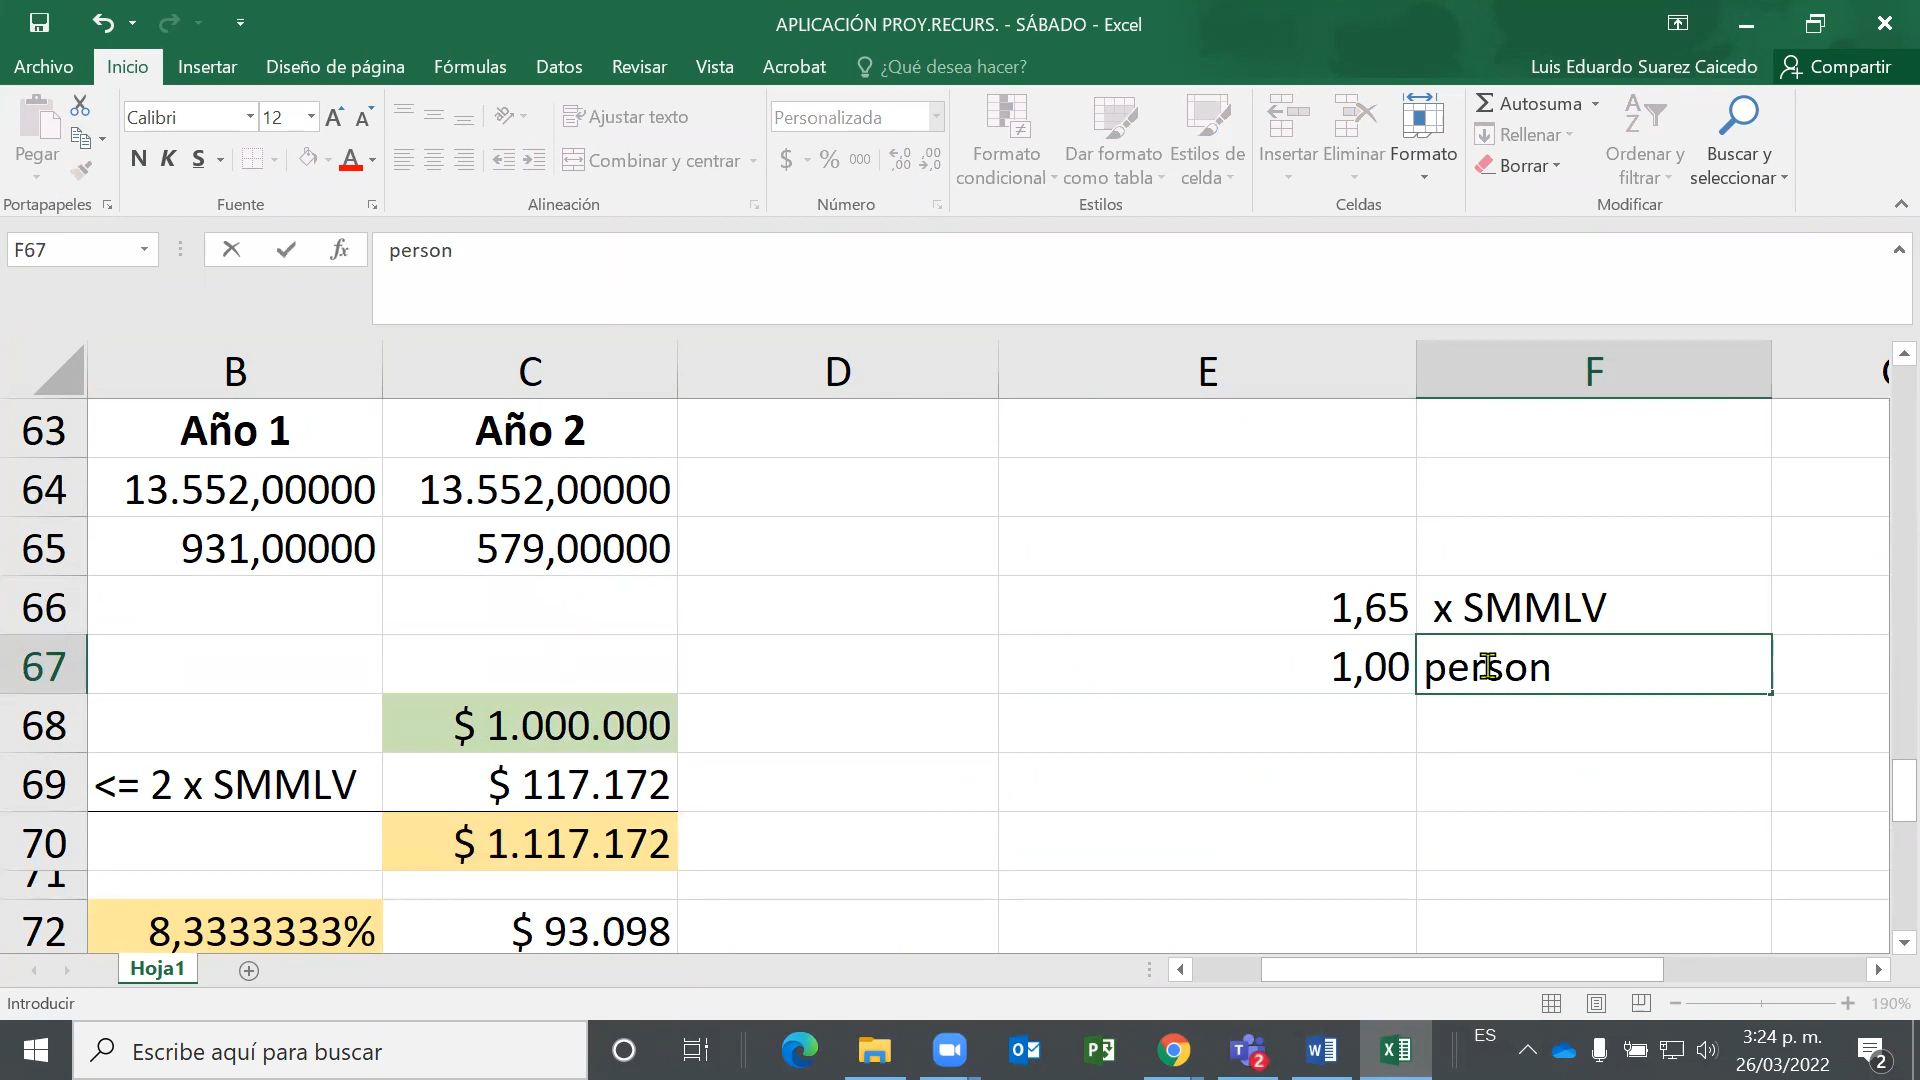 APLICACIÓN PROY.RECURS. - SÁBADO - Excel
Archivo Inicio Insertar Diseño de página Fórmulas Datos Revisar Vista Acrobat ¿Qué desea hacer? Luis Eduardo Suarez Caicedo Compartir
Pegar
Portapapeles
Calibri 12
N K S
Fuente
Ajustar texto
Combinar y centrar
Alineación
Personalizada
$ % 000
Número
Formato condicional
Dar formato como tabla
Estilos de celda
Estilos
Insertar Eliminar Formato
Celdas
Autosuma
Rellenar
Borrar
Ordenar y filtrar
Buscar y seleccionar
Modificar
F67 fx person
B C D E F
63 Año 1 Año 2
64 13.552,00000 13.552,00000
65 931,00000 579,00000
66 1,65 x SMMLV
67 1,00 person
68 $ 1.000.000
69 <= 2 x SMMLV $ 117.172
70 $ 1.117.172
71
72 8,3333333% $ 93.098
Hoja1
Introducir 190%
Escribe aquí para buscar
ES
3:24 p. m.
26/03/2022
2
2